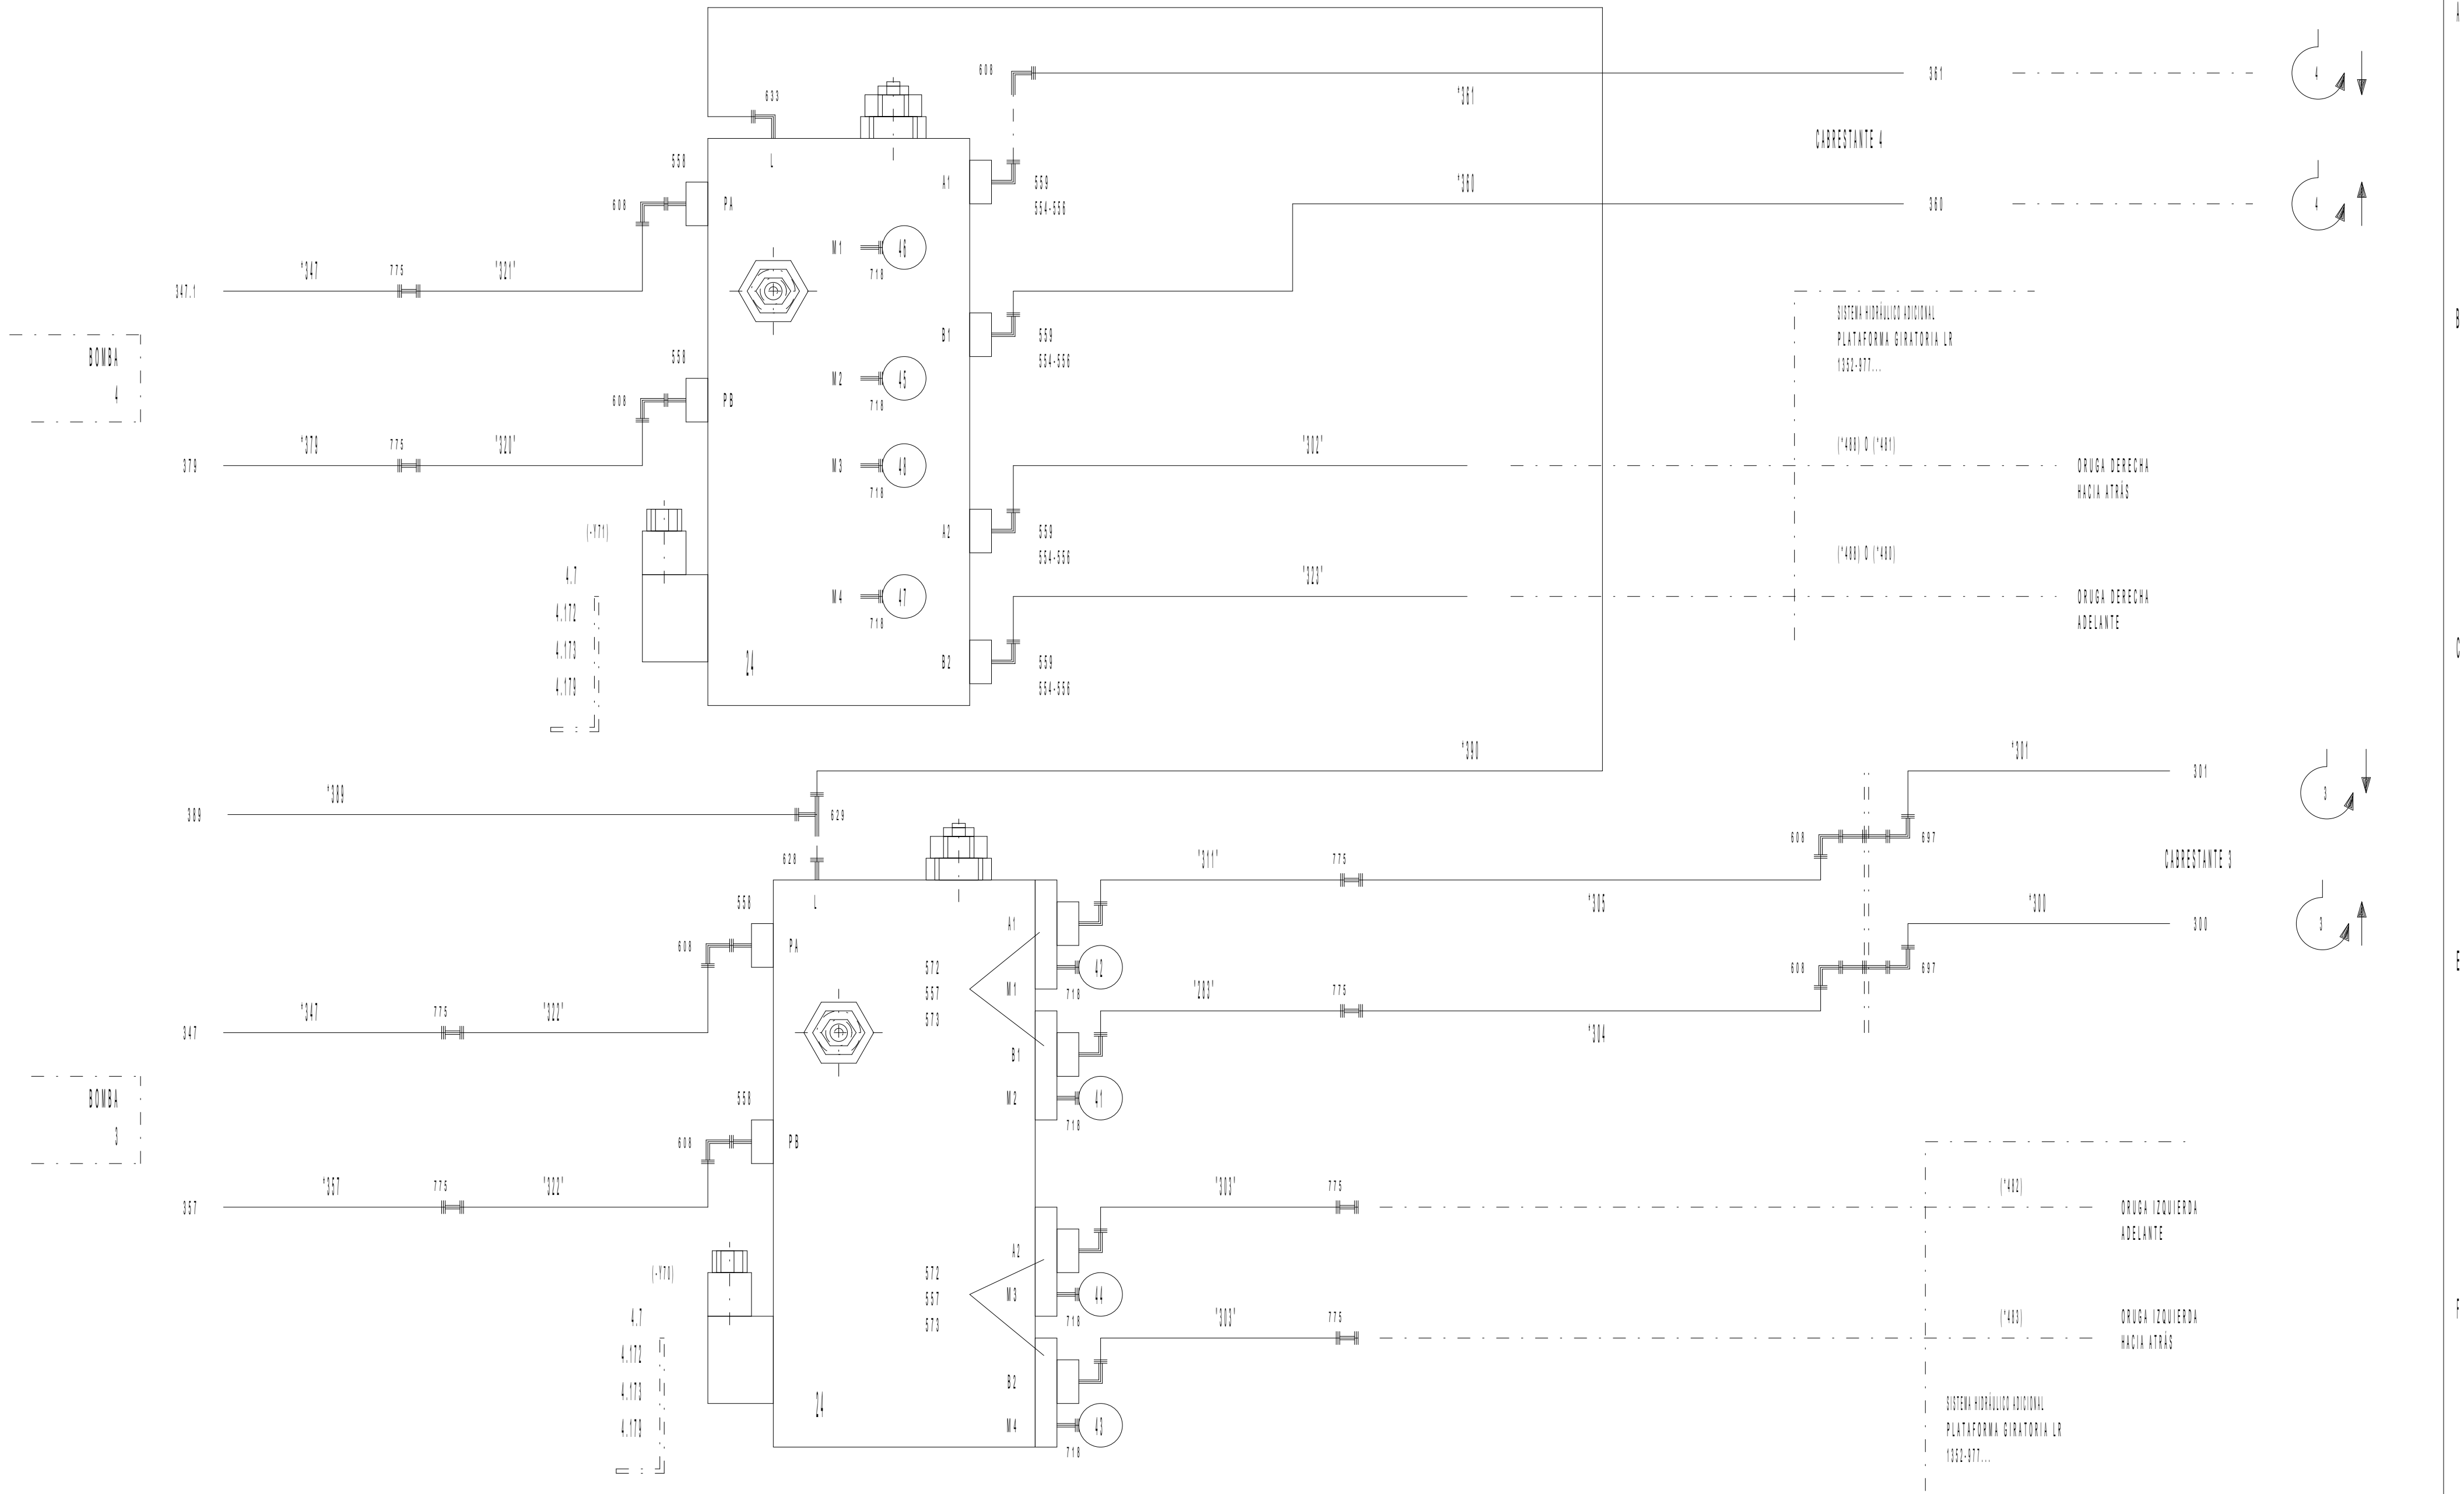 A
633
608
361
4
*361
CABRESTANTE 4
558
L
A1
559
554-556
*360
608
PA
360
4
M1
46
718
*347
775
'321'
347.1
SISTEMA HIDRÁULICO ADICIONAL
PLATAFORMA GIRATORIA LR
1352-977...
B
B1
559
554-556
BOMBA
4
558
M2
45
718
608
PB
*379
775
'320'
379
M3
48
718
'302'
(*488) O (*481)
ORUGA DERECHA
HACIA ATRÁS
(-Y71)
A2
559
554-556
(*488) O (*480)
4.7
4.172
4.173
4.179
M4
47
718
'323'
ORUGA DERECHA
ADELANTE
24
B2
559
554-556
C
*390
*301
301
3
*389
389
629
628
608
697
CABRESTANTE 3
'311'
775
*305
*300
300
3
558
L
A1
608
PA
42
718
572
557
573
M1
608
697
E
'283'
775
*304
*347
775
'322'
347
B1
BOMBA
3
558
M2
41
718
608
PB
*357
775
'322'
357
'303'
775
(*482)
ORUGA IZQUIERDA
ADELANTE
A2
(-Y70)
572
557
573
M3
44
718
4.7
4.172
4.173
4.179
'303'
775
(*483)
ORUGA IZQUIERDA
HACIA ATRÁS
F
B2
24
M4
43
718
SISTEMA HIDRÁULICO ADICIONAL
PLATAFORMA GIRATORIA LR
1352-977...